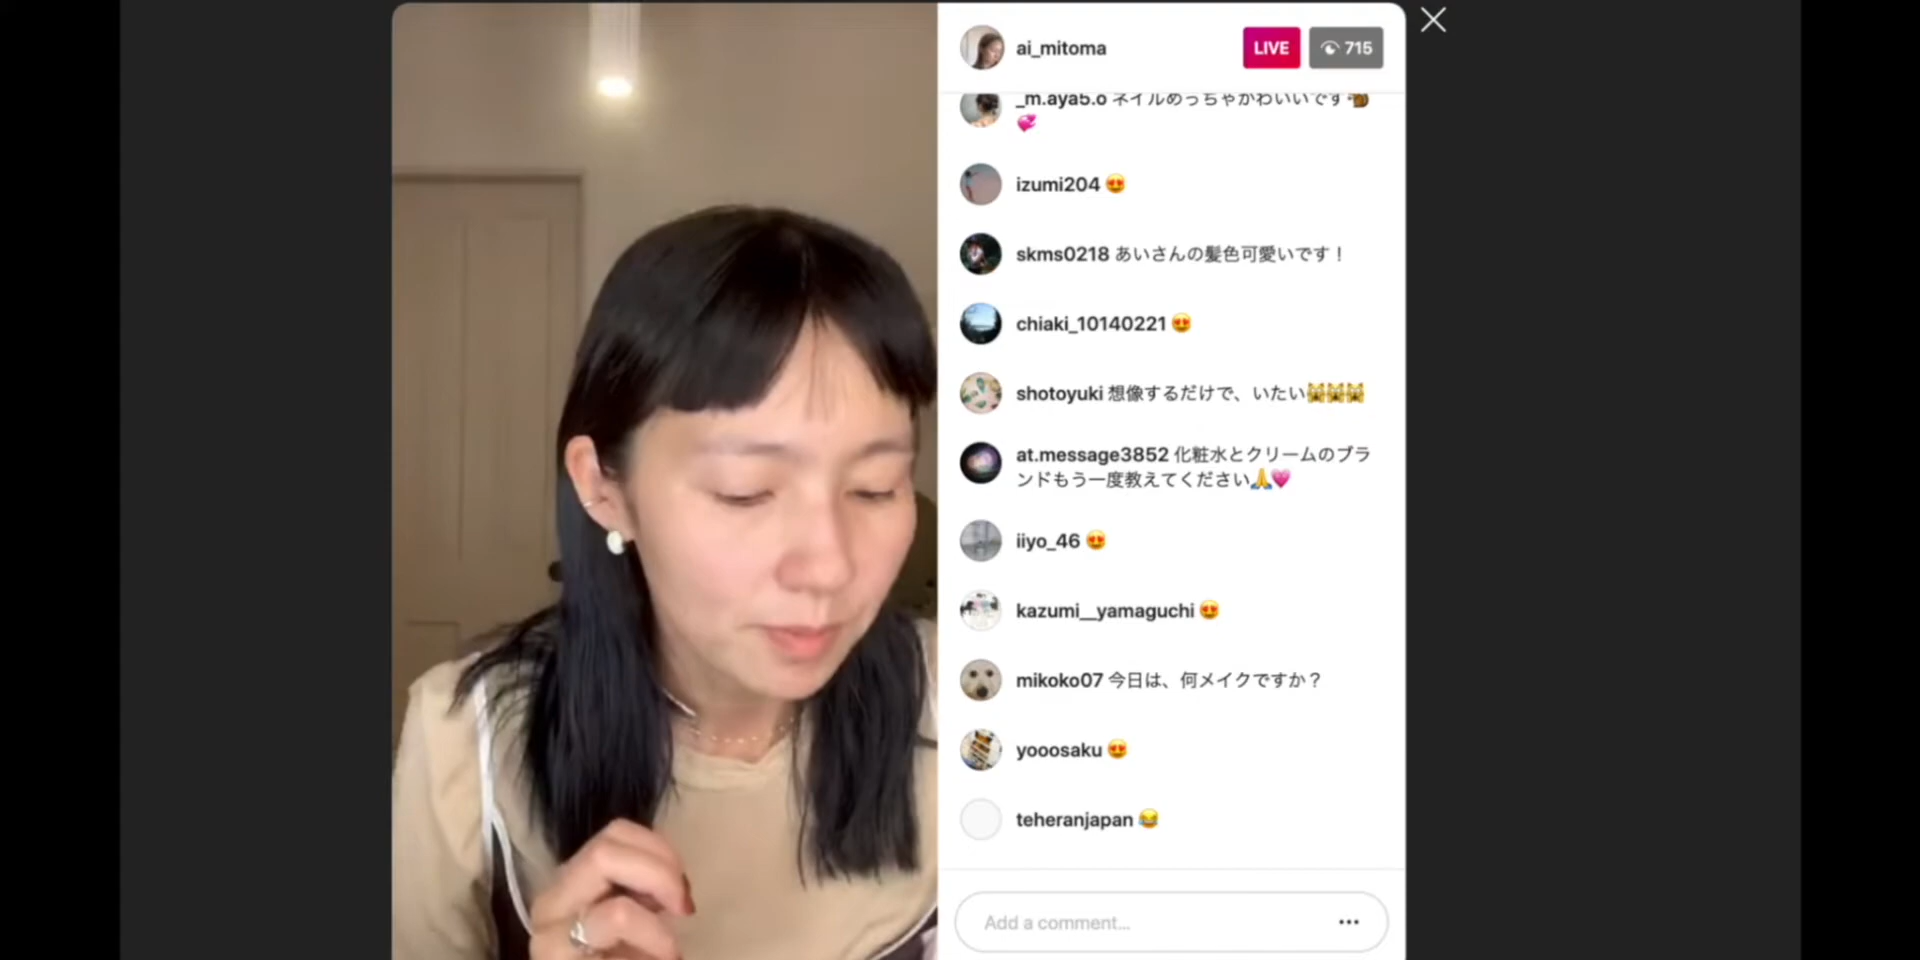 ai_mitoma
LIVE
715
_m.aya5.o ネイルめっちゃかわいいです
izumi204 😍
skms0218 あいさんの髪色可愛いです！
chiaki_10140221 😍
shotoyuki 想像するだけで、いたい🙀🙀🙀
at.message3852 化粧水とクリームのブラ
ンドもう一度教えてください🙏💗
iiyo_46 😍
kazumi__yamaguchi 😍
mikoko07 今日は、何メイクですか？
yooosaku 😍
teheranjapan 😂
Add a comment...